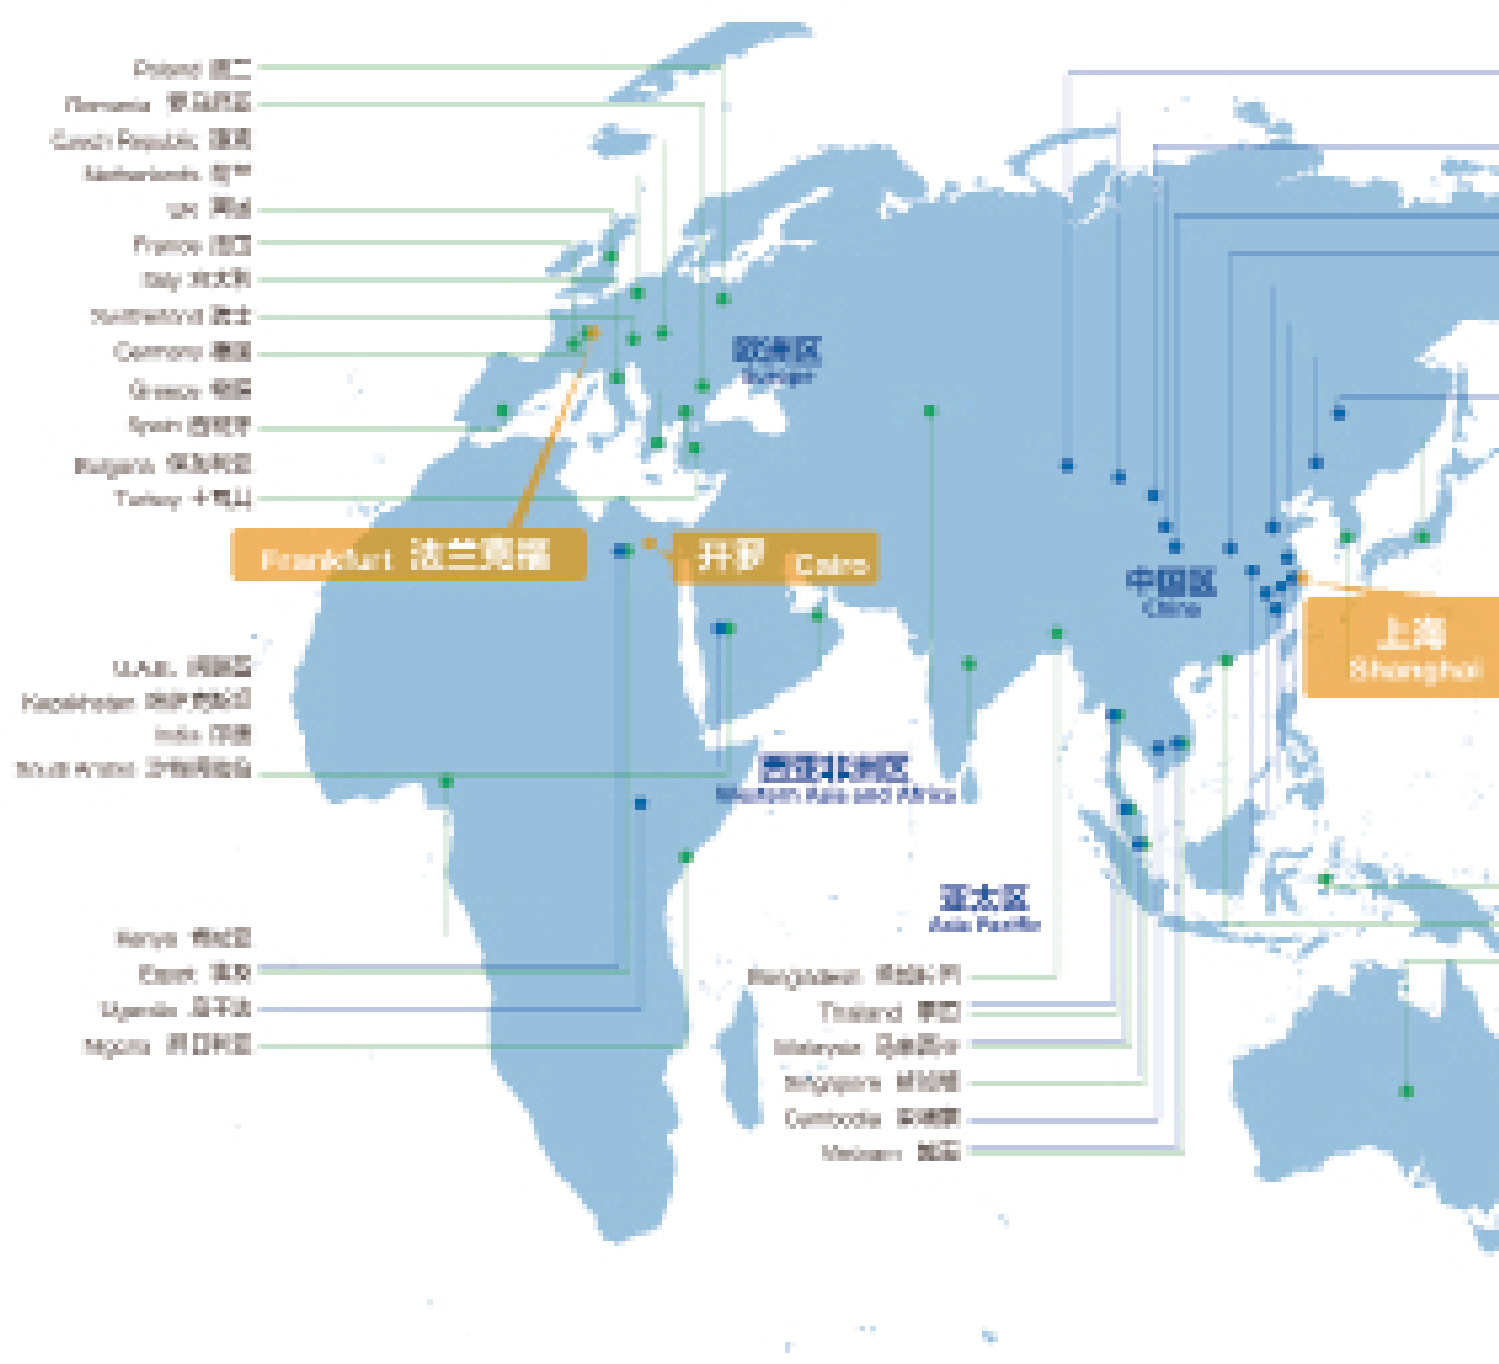 Poland 波兰
Romania 罗马尼亚
Czech Republic 捷克
Netherlands 荷兰
UK 英国
France 法国
Italy 意大利
Switzerland 瑞士
Germany 德国
Greece 希腊
Spain 西班牙
Bulgaria 保加利亚
Turkey 土耳其
欧洲区
Europe
Frankfurt 法兰克福
开罗 Cairo
中国区
China
上海
Shanghai
U.A.E. 阿联酋
Kazakhstan 哈萨克斯坦
India 印度
Saudi Arabia 沙特阿拉伯
西亚非洲区
Western Asia and Africa
亚太区
Asia Pacific
Kenya 肯尼亚
Egypt 埃及
Uganda 乌干达
Nigeria 尼日利亚
Bangladesh 孟加拉
Thailand 泰国
Malaysia 马来西亚
Singapore 新加坡
Cambodia 柬埔寨
Vietnam 越南